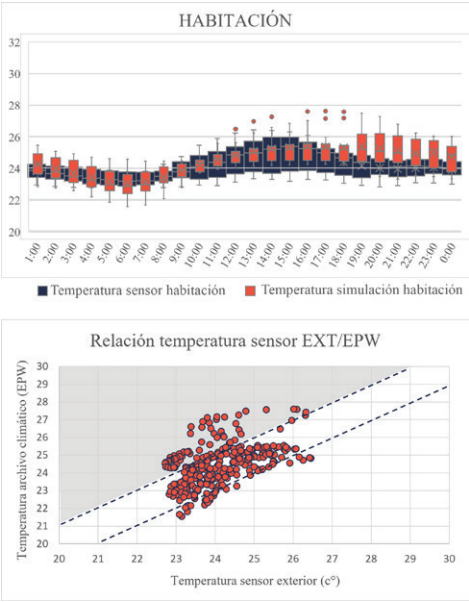 HABITACIÓN
32
30
28
26
24
22
20
1:00 2:00 3:00 4:00 5:00 6:00 7:00 8:00 9:00 10:00 11:00 12:00 13:00 14:00 15:00 16:00 17:00 18:00 19:00 20:00 21:00 22:00 23:00 0:00
Temperatura sensor habitación Temperatura simulación habitación
Relación temperatura sensor EXT/EPW
Temperatura archivo climático (EPW)
30
29
28
27
26
25
24
23
22
21
20
20 21 22 23 24 25 26 27 28 29 30
Temperatura sensor exterior (c°)